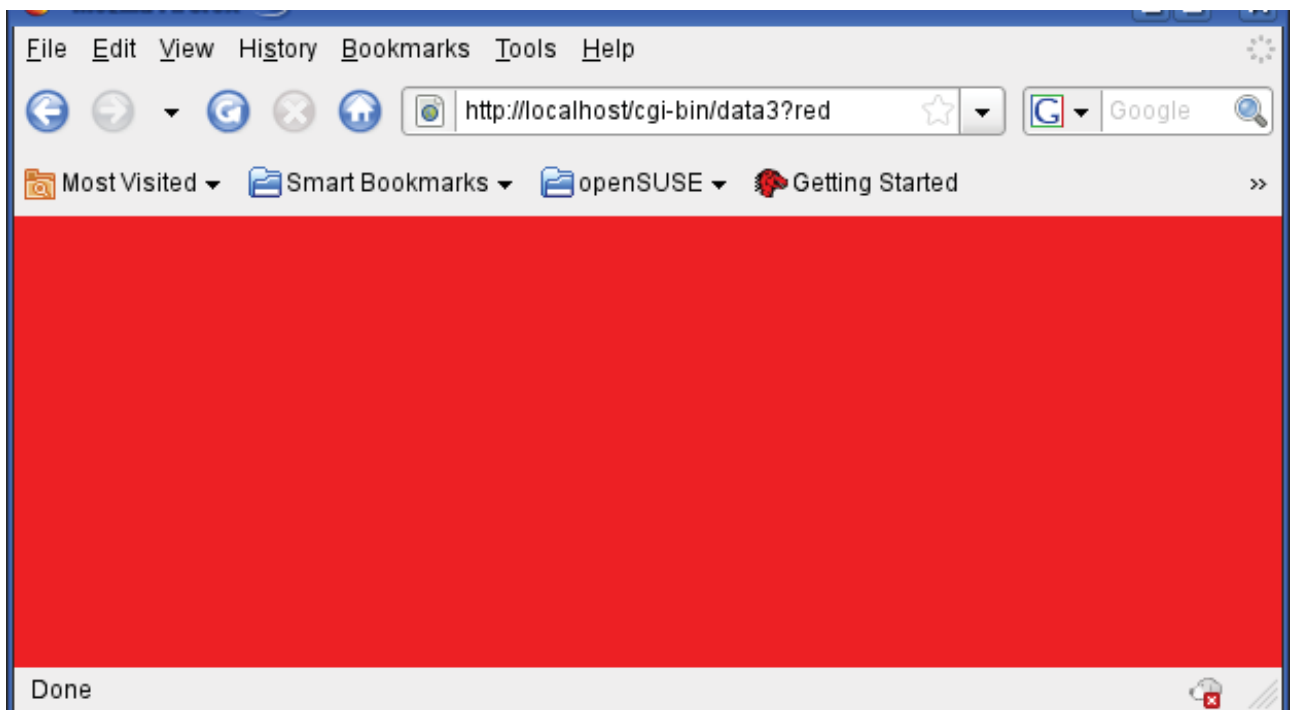 File Edit View History Bookmarks Tools Help
http://localhost/cgi-bin/data3?red G Google
Most Visited Smart Bookmarks openSUSE Getting Started »
Done